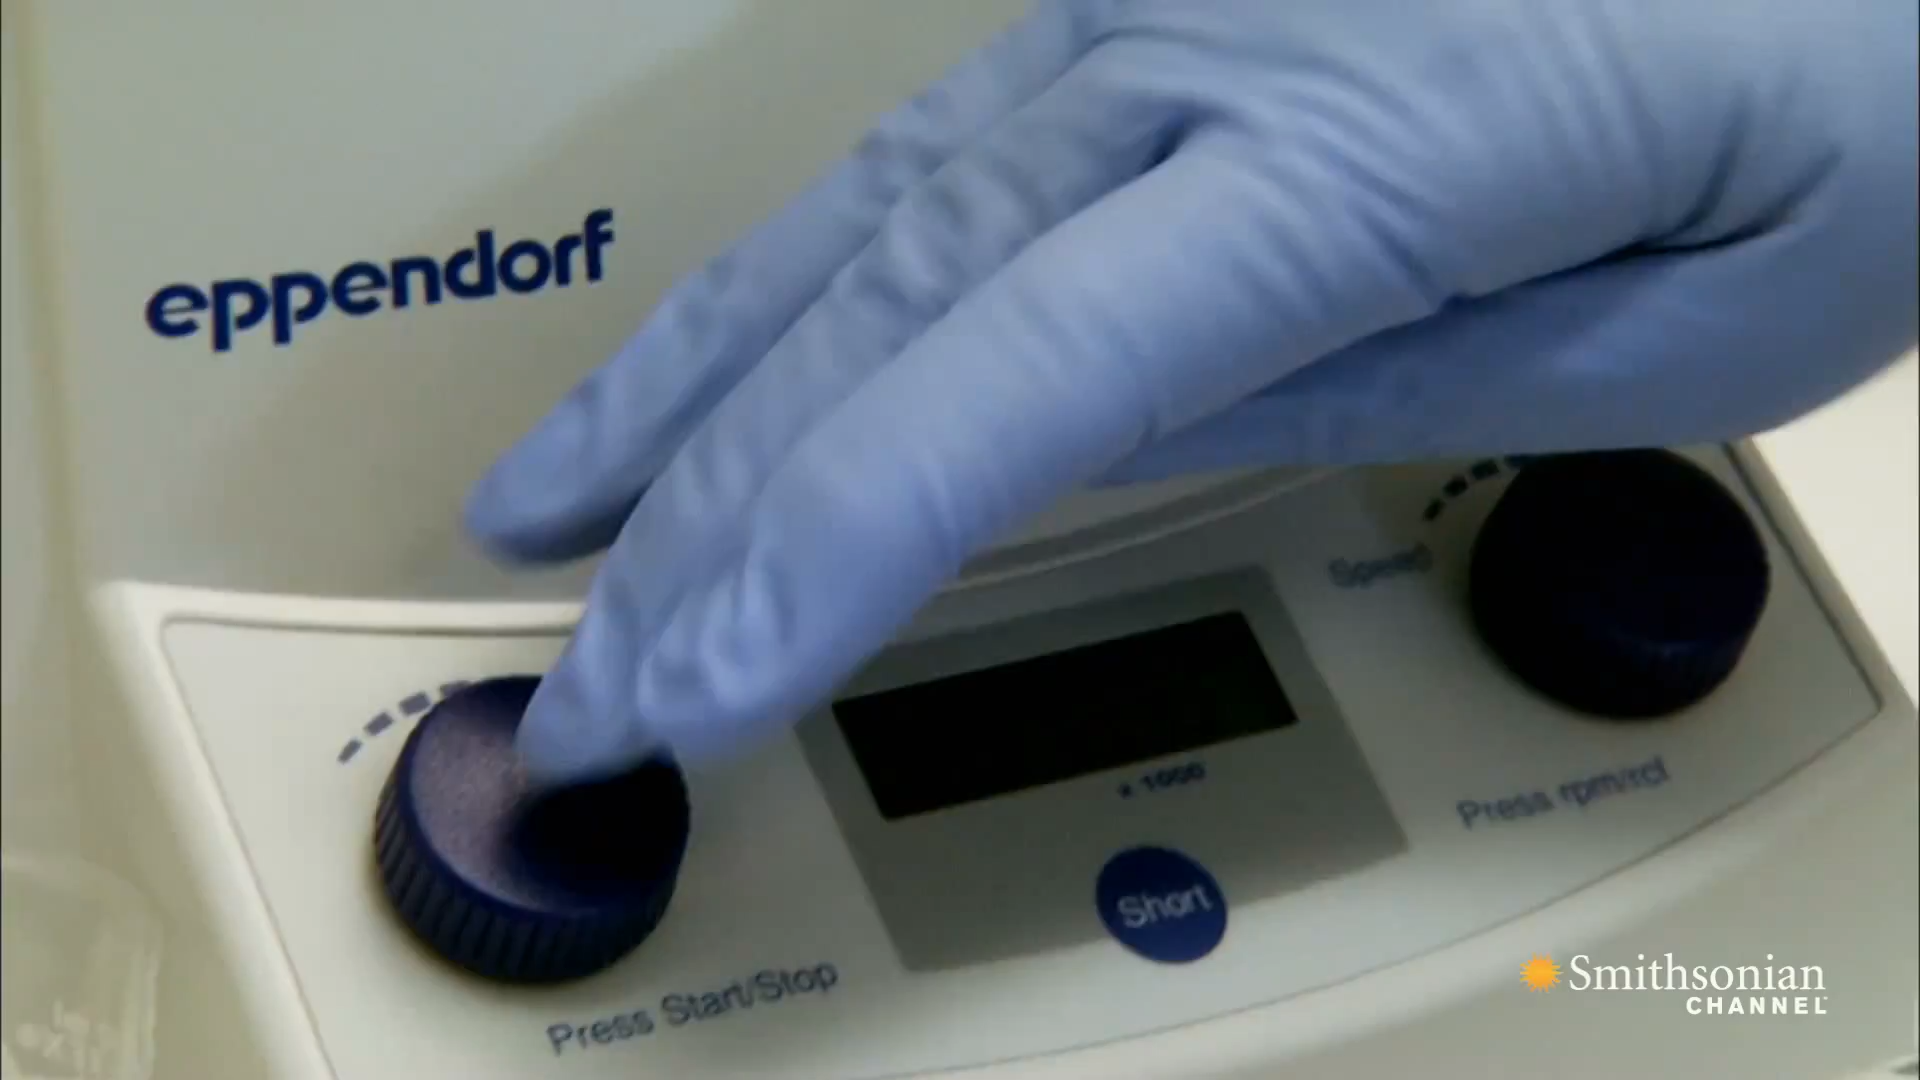 eppendorf
Speed
x 1000
Press rpm/rcf
Short
Press Start/Stop
Smithsonian
CHANNEL